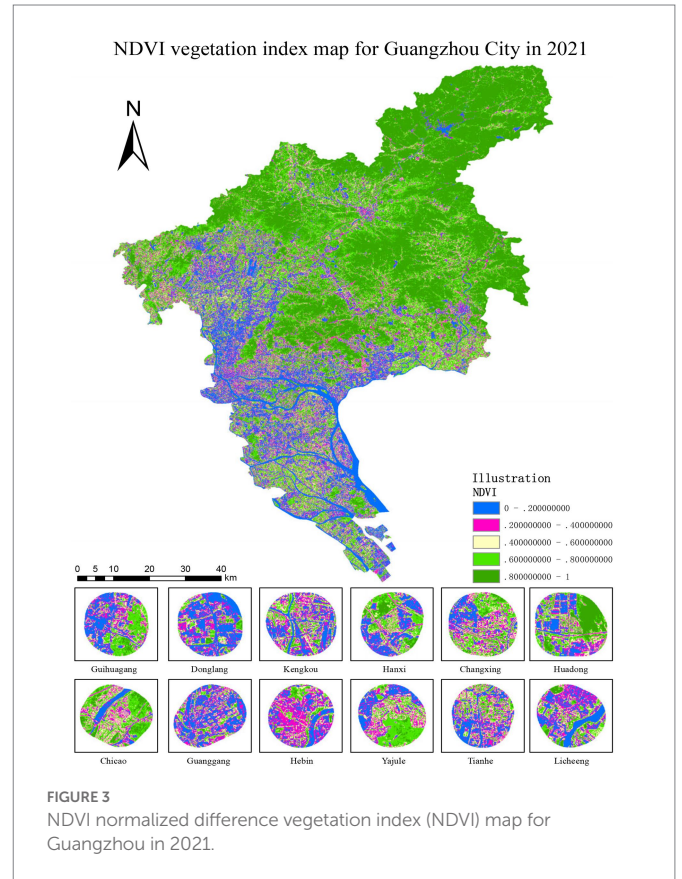 NDVI vegetation index map for Guangzhou City in 2021
N
Illustration
NDVI
0 - .200000000
.200000000 - .400000000
.400000000 - .600000000
.600000000 - .800000000
.800000000 - 1
0 5 10 20 30 40
km
Guihuagang Donglang Kengkou Hanxi Changxing Huadong
Chicao Guanggang Hebin Yajule Tianhe Licheeng
FIGURE 3
NDVI normalized difference vegetation index (NDVI) map for
Guangzhou in 2021.